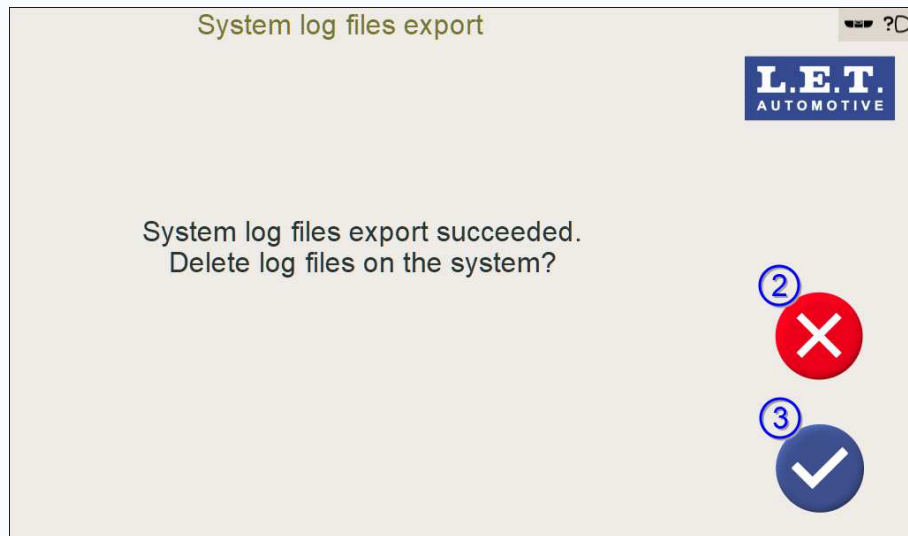 System log files export
?
L.E.T.
AUTOMOTIVE
System log files export succeeded.
Delete log files on the system?
2
3